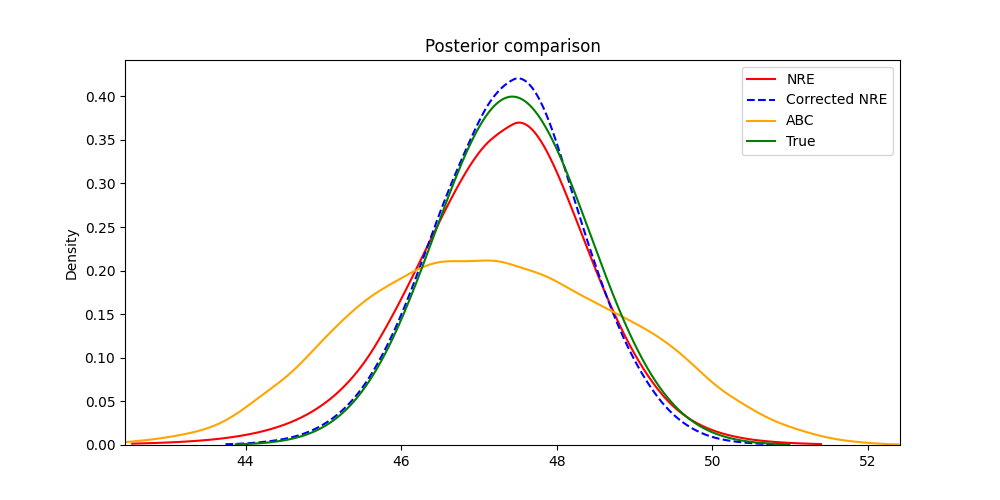 Posterior comparison
NRE
Corrected NRE
ABC
True
Density
0.40
0.35
0.30
0.25
0.20
0.15
0.10
0.05
0.00
44 46 48 50 52